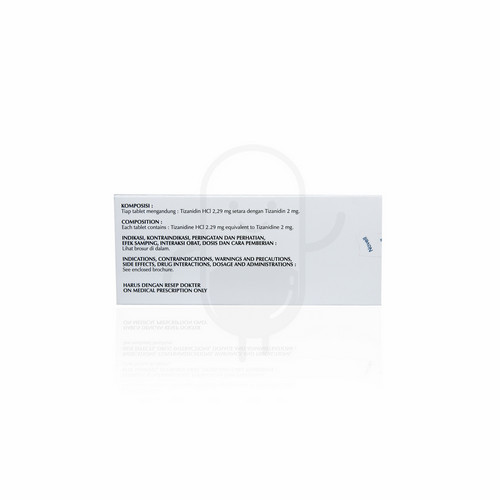 KOMPOSISI :
Tiap tablet mengandung : Tizanidin HCl 2,29 mg setara dengan Tizanidin 2 mg.
COMPOSITION :
Each tablet contains : Tizanidine HCl 2.29 mg equivalent to Tizanidine 2 mg.
INDIKASI, KONTRAINDIKASI, PERINGATAN DAN PERHATIAN,
EFEK SAMPING, INTERAKSI OBAT, DOSIS DAN CARA PEMBERIAN :
Lihat brosur di dalam.
INDICATIONS, CONTRAINDICATIONS, WARNINGS AND PRECAUTIONS,
SIDE EFFECTS, DRUG INTERACTIONS, DOSAGE AND ADMINISTRATIONS :
See enclosed brochure.
HARUS DENGAN RESEP DOKTER
ON MEDICAL PRESCRIPTION ONLY
Novell